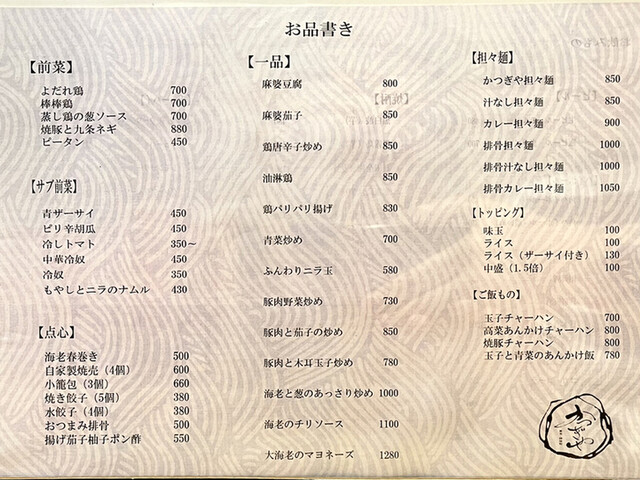 お品書き
【前菜】
よだれ鶏 700
棒棒鶏 700
蒸し鶏の葱ソース 700
焼豚と九条ネギ 880
ピータン 450
【サブ前菜】
青ザーサイ 450
ピリ辛胡瓜 450
冷しトマト 350~
中華冷奴 450
冷奴 350
もやしとニラのナムル 430
【点心】
海老春巻き 500
自家製焼売（4個） 600
小籠包（3個） 660
焼き餃子（5個） 380
水餃子（4個） 380
おつまみ排骨 500
揚げ茄子柚子ポン酢 550
【一品】
麻婆豆腐 800
麻婆茄子 850
鶏唐辛子炒め 850
油淋鶏 850
鶏パリパリ揚げ 830
青菜炒め 700
ふんわりニラ玉 580
豚肉野菜炒め 730
豚肉と茄子の炒め 850
豚肉と木耳玉子炒め 780
海老と葱のあっさり炒め 1000
海老のチリソース 1100
大海老のマヨネーズ 1280
【担々麺】
かつぎや担々麺 850
汁なし担々麺 850
カレー担々麺 900
排骨担々麺 1000
排骨汁なし担々麺 1000
排骨カレー担々麺 1050
【トッピング】
味玉 100
ライス 100
ライス（ザーサイ付き） 130
中盛（1.5倍） 100
【ご飯もの】
玉子チャーハン 700
高菜あんかけチャーハン 800
焼豚チャーハン 800
玉子と青菜のあんかけ飯 780